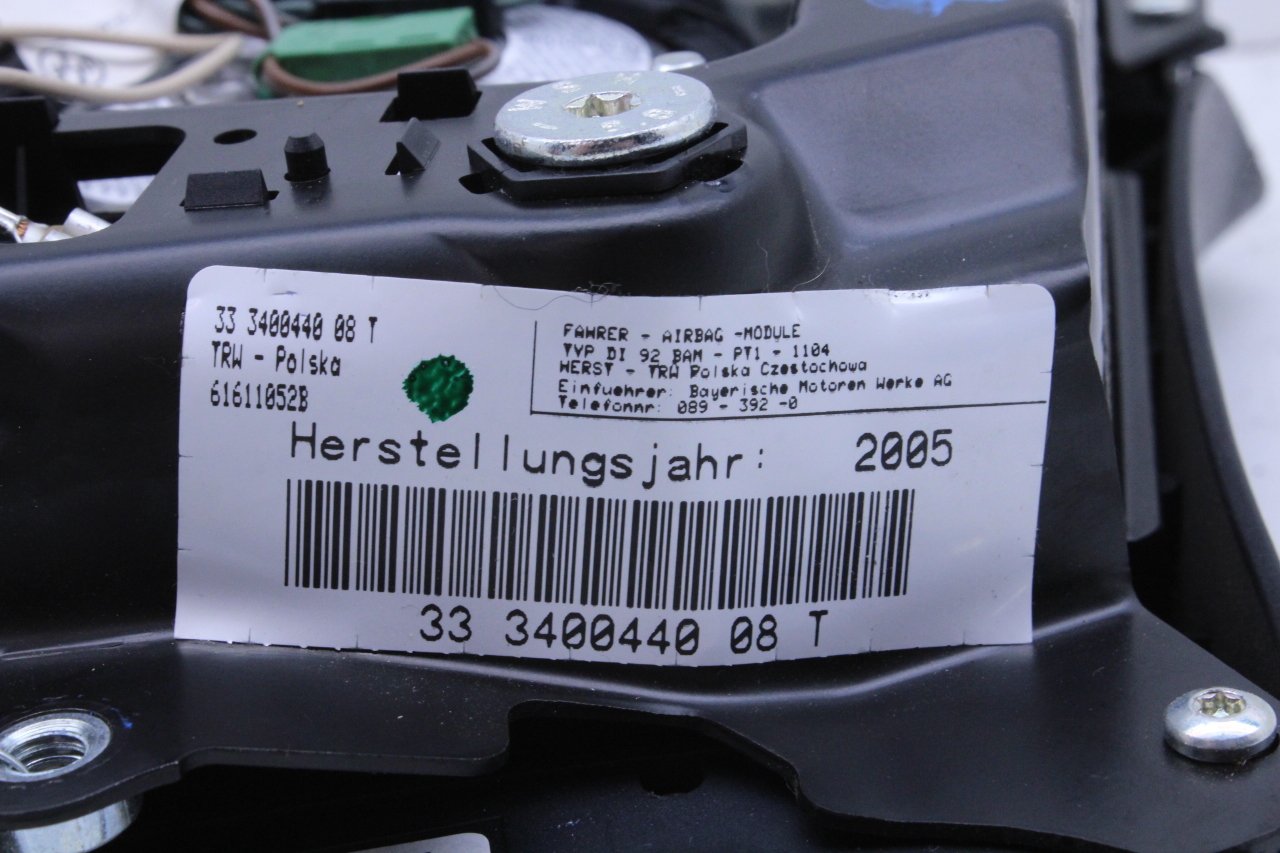 33 3400440 08 T
TRW - Polska
61611052B
FAHRER - AIRBAG -MODULE
TYP DI 92 BAM - PT1 - 1104
HERST - TRW Polska Czestochowa
Einfuehrer: Bayerische Motoren Werke AG
Telefonnr: 089 - 392 -0
Herstellungsjahr: 2005
33 3400440 08 T